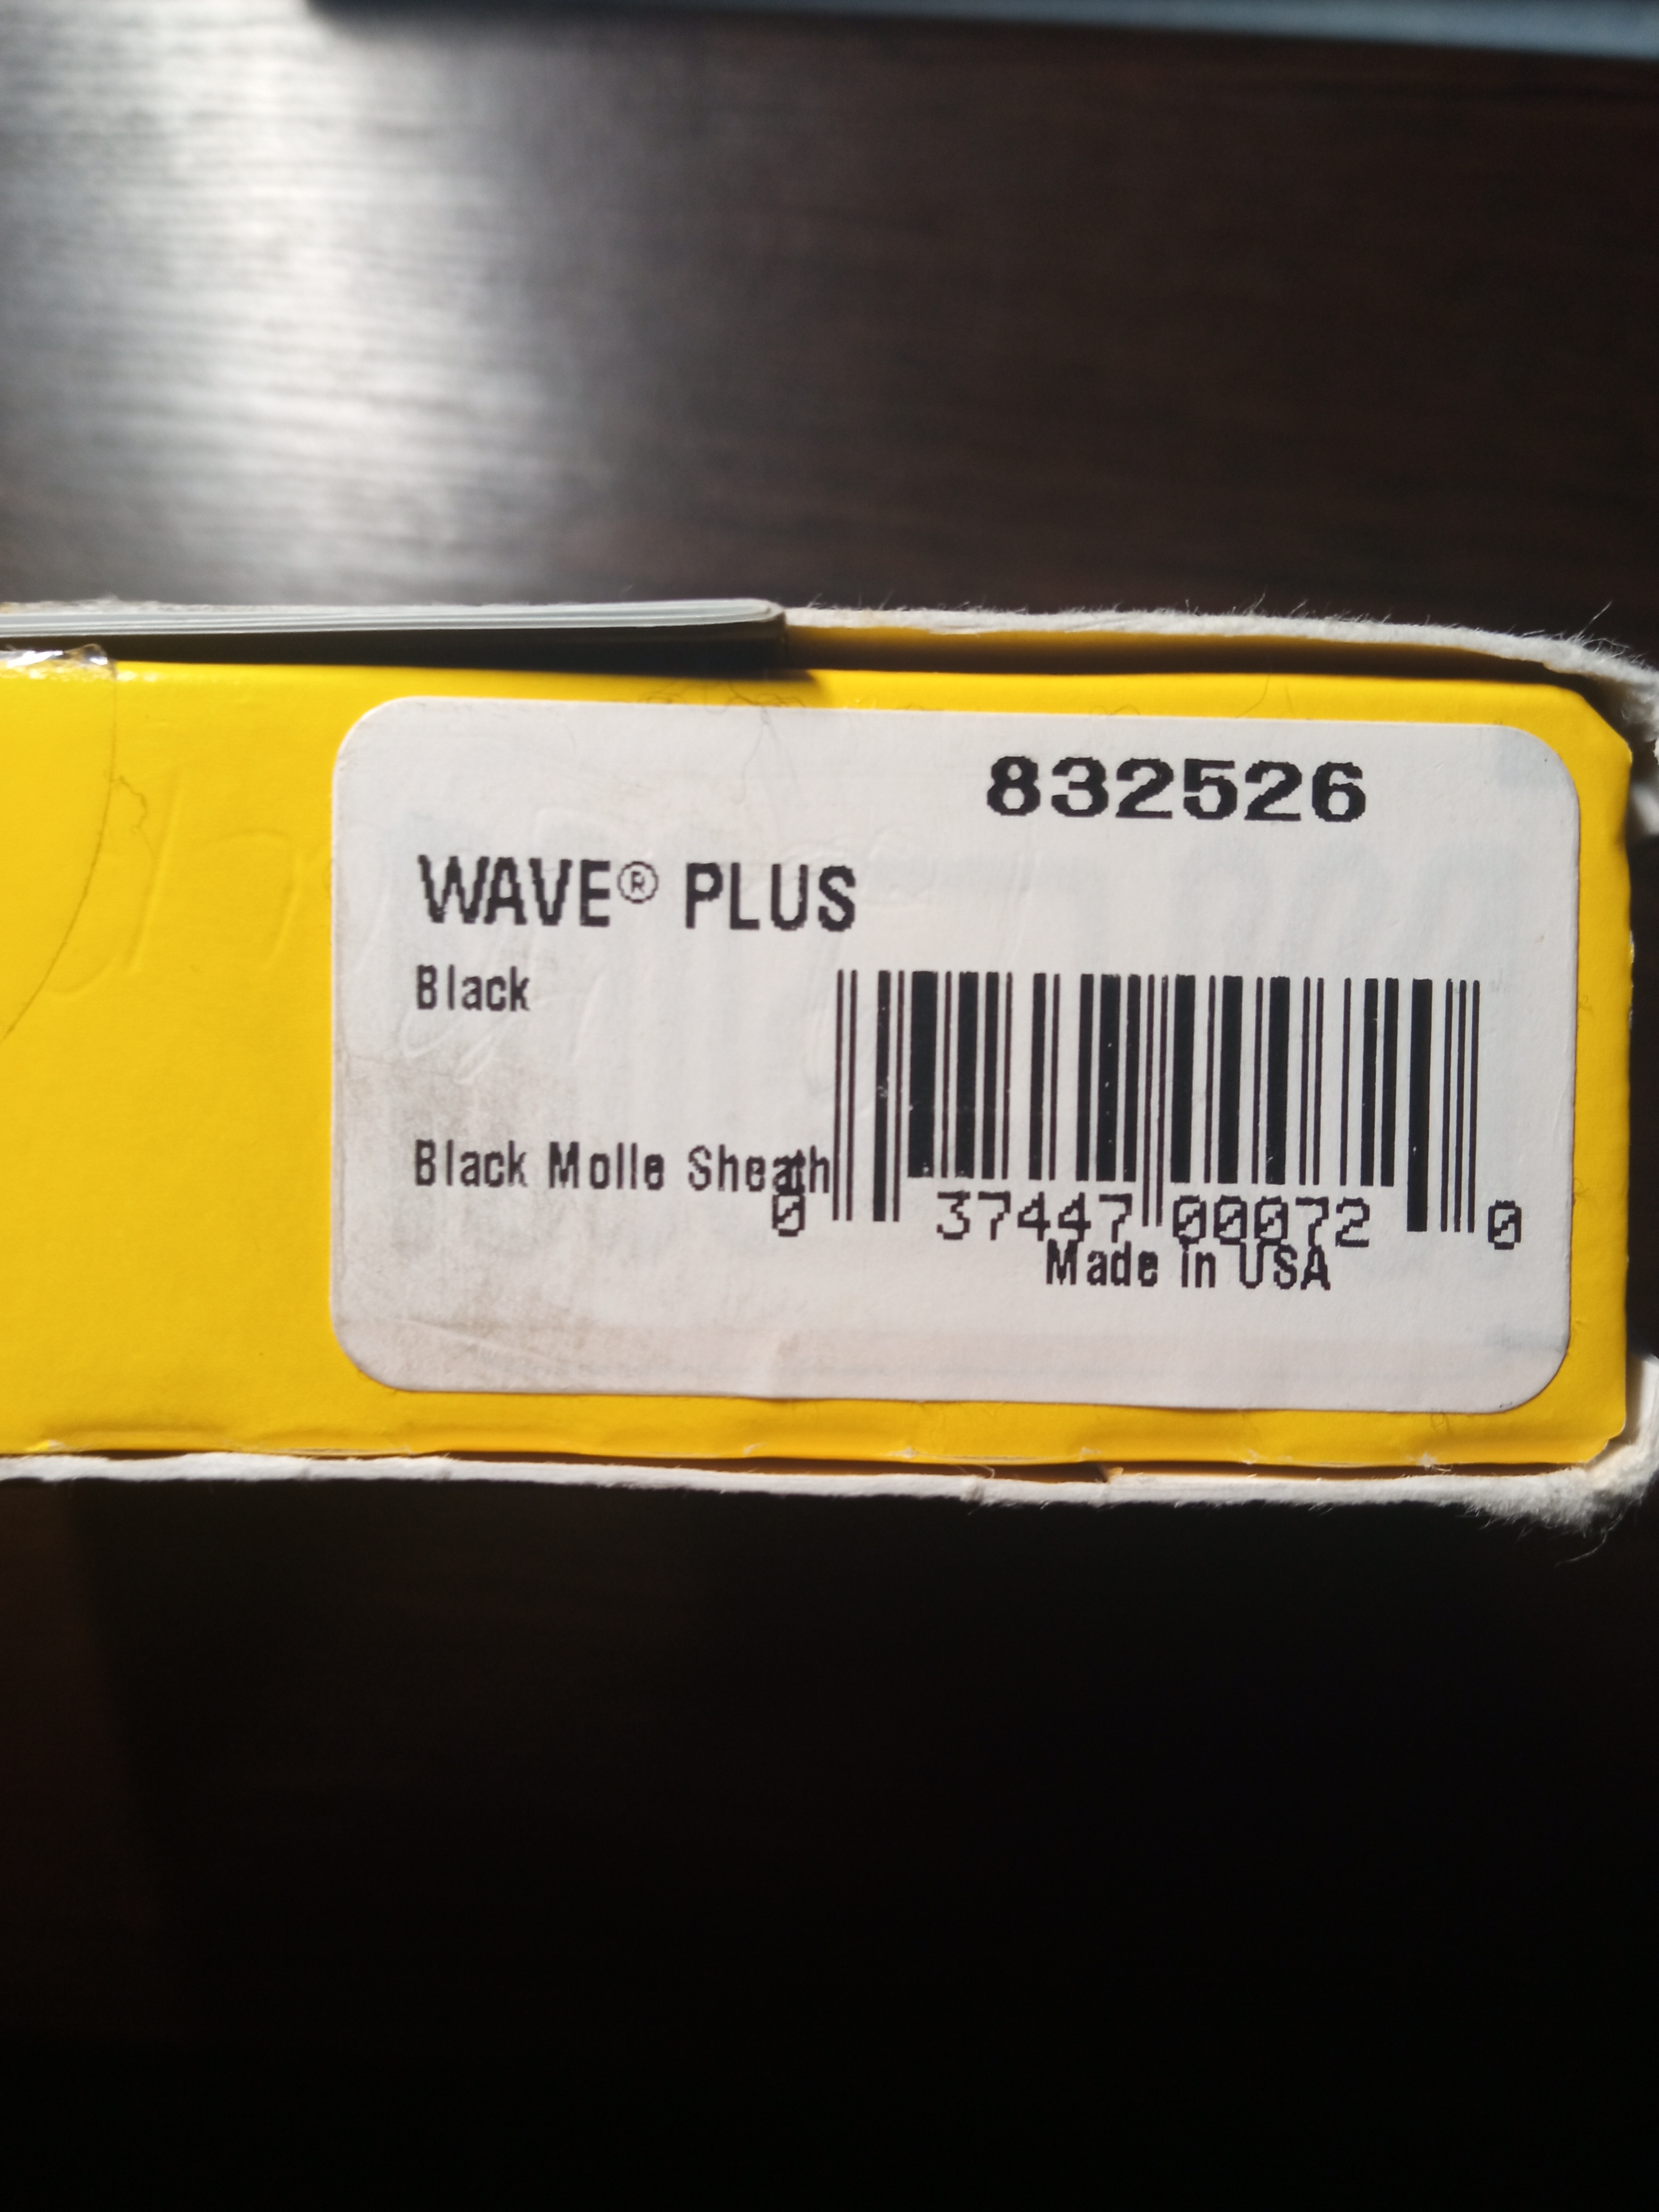 832526
WAVE® PLUS
Black
Black Molle Sheath
0 37447 00072 0
Made in USA